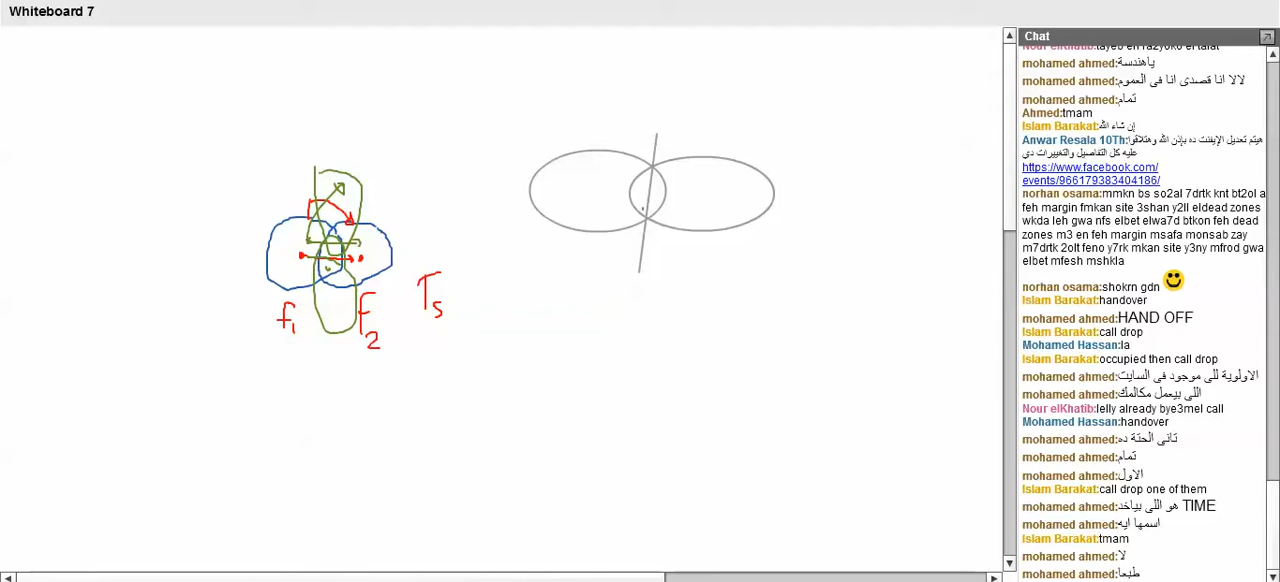 Whiteboard 7
f1
F2
Ts
Chat
Nour elKhatib:tayeb en
mohamed ahmed:ياهندسة
mohamed ahmed:لالا انا قصدى انا فى العموم
mohamed ahmed:تمام
Ahmed:tmam
Islam Barakat:إن شاء الله
Anwar Resala 10Th:هيتم تعديل الإيفنت ده بإذن الله وهتلاقوا
عليه كل التفاصيل والتغييرات دي
https://www.facebook.com/
events/966179383404186/
norhan osama:mmkn bs so2al 7drtk knt bt2ol a
feh margin fmkan site 3shan y2ll eldead zones
wkda leh gwa nfs elbet elwa7d btkon feh dead
zones m3 en feh margin msafa monsab zay
m7drtk 2olt feno y7rk mkan site y3ny mfrod gwa
elbet mfesh mshkla
norhan osama:shokrn gdn
Islam Barakat:handover
mohamed ahmed:HAND OFF
Islam Barakat:call drop
Mohamed Hassan:la
Islam Barakat:occupied then call drop
mohamed ahmed:الاولوية للى موجود فى السايت
mohamed ahmed:اللى بيعمل مكالمك
Nour elKhatib:lelly already bye3mel call
Mohamed Hassan:handover
mohamed ahmed:تانى الحتة ده
mohamed ahmed:تمام
mohamed ahmed:الاول
Islam Barakat:call drop one of them
mohamed ahmed:هو اللى بياخد TIME
mohamed ahmed:اسمها ايه
Islam Barakat:tmam
mohamed ahmed:لا
mohamed ahmed:طبعا